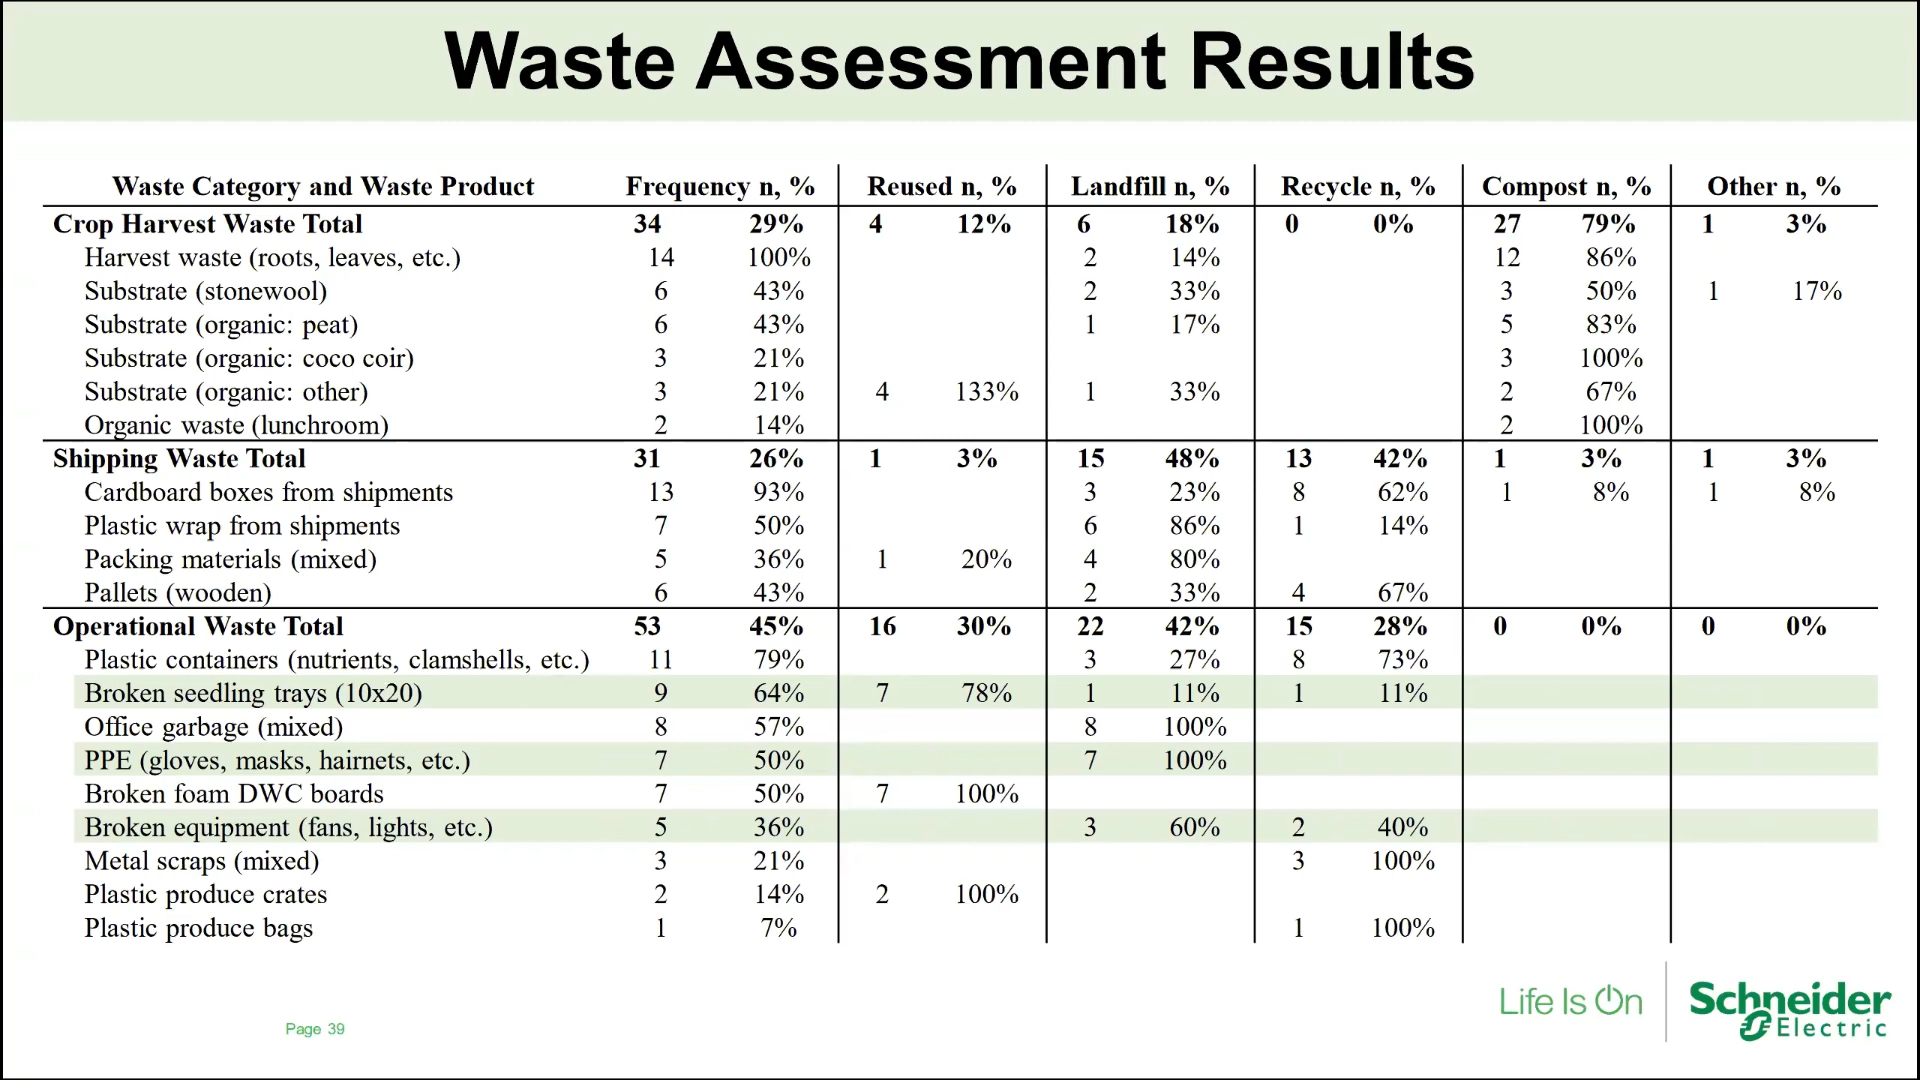 Waste Assessment Results
Waste Category and Waste Product Frequency n, % Reused n, % Landfill n, % Recycle n, % Compost n, % Other n, %
Crop Harvest Waste Total 34 29% 4 12% 6 18% 0 0% 27 79% 1 3%
Harvest waste (roots, leaves, etc.) 14 100% 2 14% 12 86%
Substrate (stonewool) 6 43% 2 33% 3 50% 1 17%
Substrate (organic: peat) 6 43% 1 17% 5 83%
Substrate (organic: coco coir) 3 21% 3 100%
Substrate (organic: other) 3 21% 4 133% 1 33% 2 67%
Organic waste (lunchroom) 2 14% 2 100%
Shipping Waste Total 31 26% 1 3% 15 48% 13 42% 1 3% 1 3%
Cardboard boxes from shipments 13 93% 3 23% 8 62% 1 8% 1 8%
Plastic wrap from shipments 7 50% 6 86% 1 14%
Packing materials (mixed) 5 36% 1 20% 4 80%
Pallets (wooden) 6 43% 2 33% 4 67%
Operational Waste Total 53 45% 16 30% 22 42% 15 28% 0 0% 0 0%
Plastic containers (nutrients, clamshells, etc.) 11 79% 3 27% 8 73%
Broken seedling trays (10x20) 9 64% 7 78% 1 11% 1 11%
Office garbage (mixed) 8 57% 8 100%
PPE (gloves, masks, hairnets, etc.) 7 50% 7 100%
Broken foam DWC boards 7 50% 7 100%
Broken equipment (fans, lights, etc.) 5 36% 3 60% 2 40%
Metal scraps (mixed) 3 21% 3 100%
Plastic produce crates 2 14% 2 100%
Plastic produce bags 1 7% 1 100%
Life Is On
Schneider
Electric
Page 39